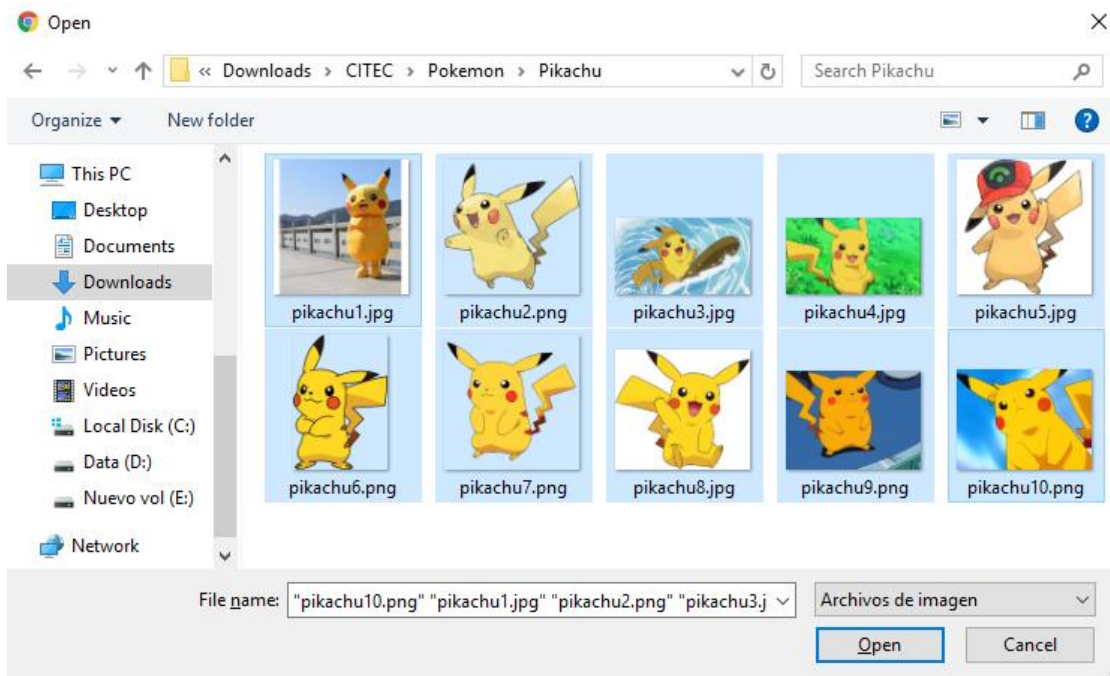 Open
« Downloads › CITEC › Pokemon › Pikachu
Search Pikachu
Organize
New folder
This PC
Desktop
Documents
Downloads
Music
Pictures
Videos
Local Disk (C:)
Data (D:)
Nuevo vol (E:)
Network
pikachu1.jpg
pikachu2.png
pikachu3.jpg
pikachu4.jpg
pikachu5.jpg
pikachu6.png
pikachu7.png
pikachu8.jpg
pikachu9.png
pikachu10.png
File name: "pikachu10.png" "pikachu1.jpg" "pikachu2.png" "pikachu3.j
Archivos de imagen
Open
Cancel